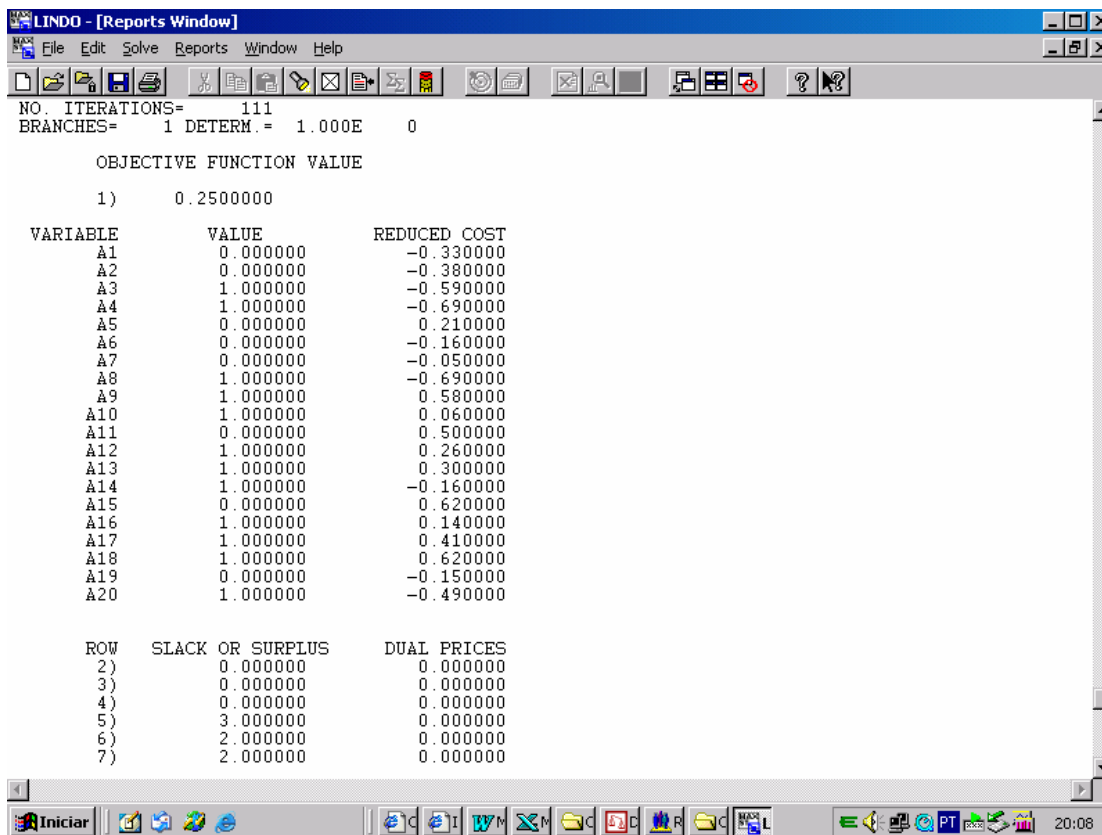 LINDO - [Reports Window]
File Edit Solve Reports Window Help
NO. ITERATIONS= 111
BRANCHES= 1 DETERM.= 1.000E 0
OBJECTIVE FUNCTION VALUE
1) 0.2500000
VARIABLE VALUE REDUCED COST
A1 0.000000 -0.330000
A2 0.000000 -0.380000
A3 1.000000 -0.590000
A4 1.000000 -0.690000
A5 0.000000 0.210000
A6 0.000000 -0.160000
A7 0.000000 -0.050000
A8 1.000000 -0.690000
A9 1.000000 0.580000
A10 1.000000 0.060000
A11 0.000000 0.500000
A12 1.000000 0.260000
A13 1.000000 0.300000
A14 1.000000 -0.160000
A15 0.000000 0.620000
A16 1.000000 0.140000
A17 1.000000 0.410000
A18 1.000000 0.620000
A19 0.000000 -0.150000
A20 1.000000 -0.490000
ROW SLACK OR SURPLUS DUAL PRICES
2) 0.000000 0.000000
3) 0.000000 0.000000
4) 0.000000 0.000000
5) 3.000000 0.000000
6) 2.000000 0.000000
7) 2.000000 0.000000
Iniciar PT 20:08